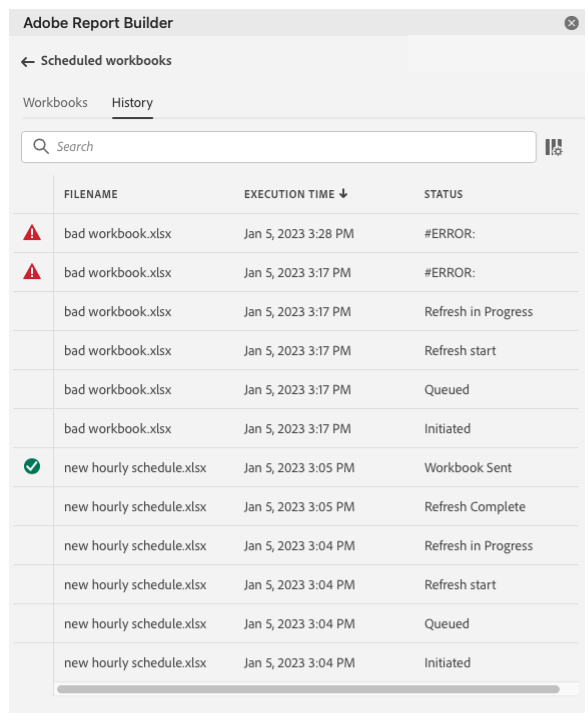 Adobe Report Builder
Scheduled workbooks
Workbooks History
Search
FILENAME EXECUTION TIME STATUS
bad workbook.xlsx Jan 5, 2023 3:28 PM #ERROR:
bad workbook.xlsx Jan 5, 2023 3:17 PM #ERROR:
bad workbook.xlsx Jan 5, 2023 3:17 PM Refresh in Progress
bad workbook.xlsx Jan 5, 2023 3:17 PM Refresh start
bad workbook.xlsx Jan 5, 2023 3:17 PM Queued
bad workbook.xlsx Jan 5, 2023 3:17 PM Initiated
new hourly schedule.xlsx Jan 5, 2023 3:05 PM Workbook Sent
new hourly schedule.xlsx Jan 5, 2023 3:05 PM Refresh Complete
new hourly schedule.xlsx Jan 5, 2023 3:04 PM Refresh in Progress
new hourly schedule.xlsx Jan 5, 2023 3:04 PM Refresh start
new hourly schedule.xlsx Jan 5, 2023 3:04 PM Queued
new hourly schedule.xlsx Jan 5, 2023 3:04 PM Initiated